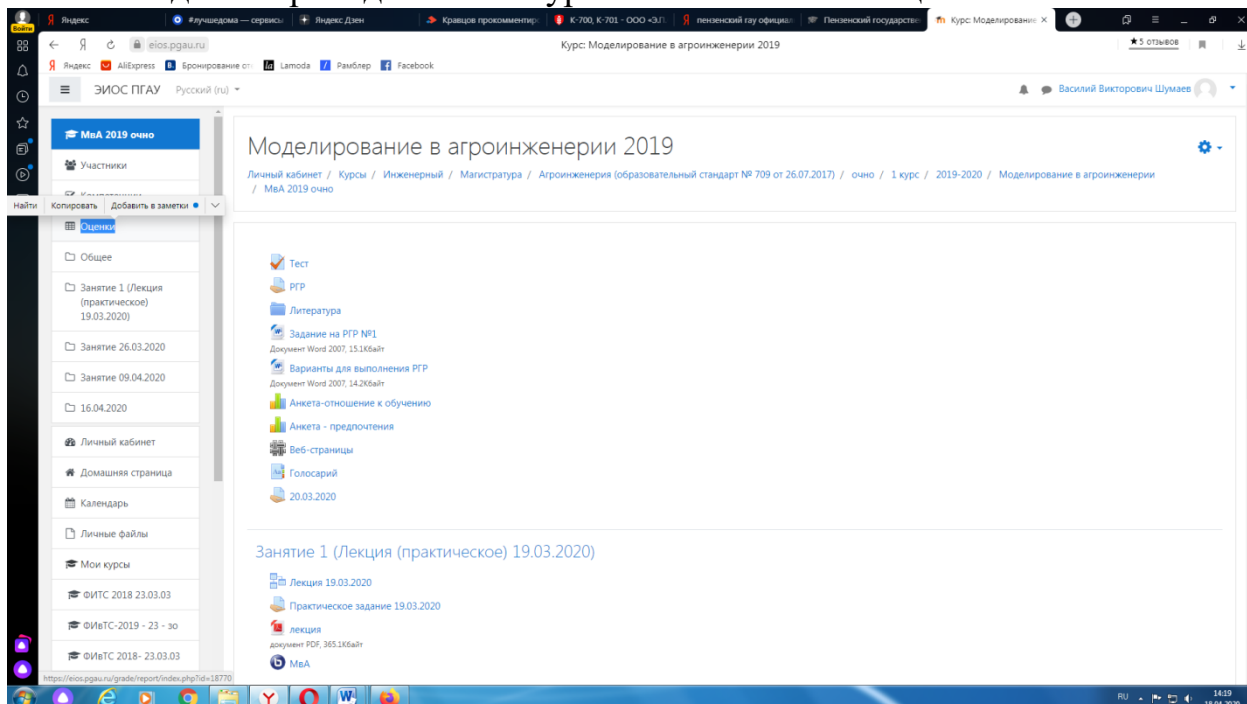 Яндекс
#лучшедома — сервисы
Яндекс Дзен
Кравцов прокомментиро
К-700, К-701 - ООО «ЭЛ
пензенский гау официал
Пензенский государстве
Курс: Моделирование
Войти
eios.pgau.ru
Курс: Моделирование в агроинженерии 2019
★5 отзывов
Яндекс
AliExpress
Бронирование от
Lamoda
Рамблер
Facebook
ЭИОС ПГАУ
Русский (ru)
Василий Викторович Шумаев
МвА 2019 очно
Участники
Найти
Копировать
Добавить в заметки
Оценки
Общее
Занятие 1 (Лекция
(практическое)
19.03.2020)
Занятие 26.03.2020
Занятие 09.04.2020
16.04.2020
Личный кабинет
Домашняя страница
Календарь
Личные файлы
Мои курсы
ФИТС 2018 23.03.03
ФИвТС-2019 - 23 - зо
ФИвТС 2018- 23.03.03
https://eios.pgau.ru/grade/report/index.php?id=18770
Моделирование в агроинженерии 2019
Личный кабинет / Курсы / Инженерный / Магистратура / Агроинженерия (образовательный стандарт № 709 от 26.07.2017) / очно / 1 курс / 2019-2020 / Моделирование в агроинженерии
/ МвА 2019 очно
Тест
РГР
Литература
Задание на РГР №1
Документ Word 2007, 15.1Кбайт
Варианты для выполнения РГР
Документ Word 2007, 14.2Кбайт
Анкета-отношение к обучению
Анкета - предпочтения
Веб-страницы
Голосарий
20.03.2020
Занятие 1 (Лекция (практическое) 19.03.2020)
Лекция 19.03.2020
Практическое задание 19.03.2020
лекция
документ PDF, 365.1Кбайт
МвА
RU
14:19